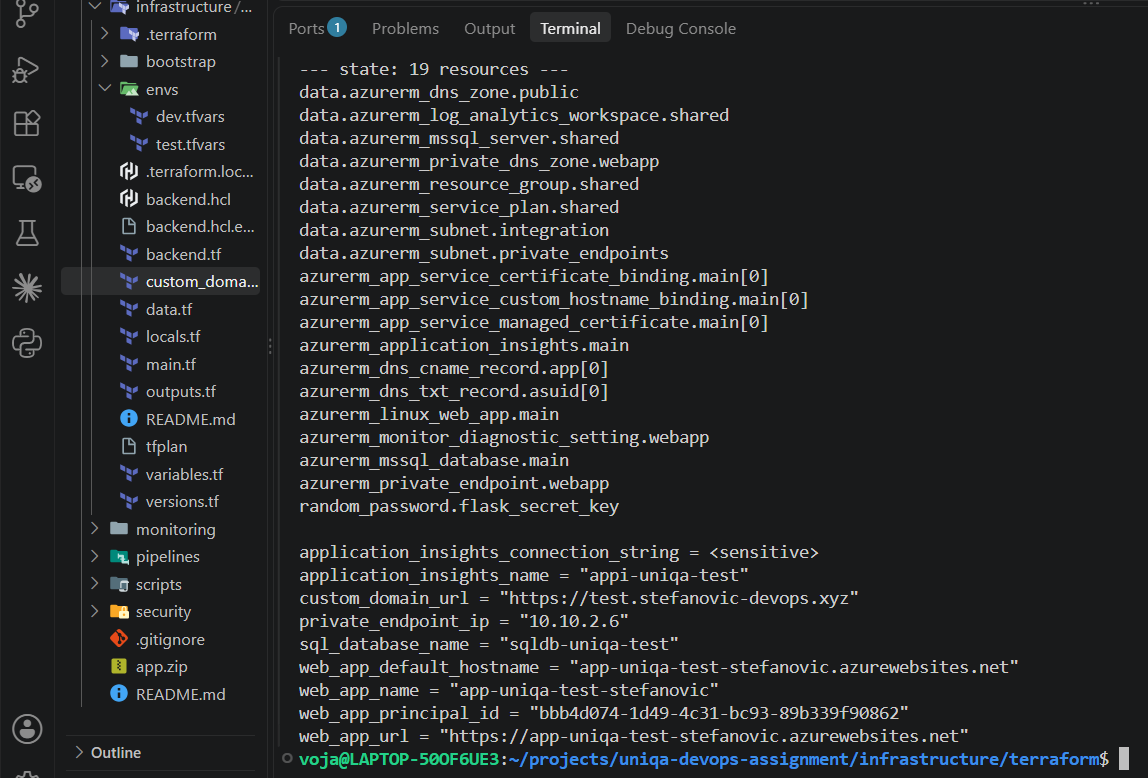 infrastructure/...
.terraform
bootstrap
envs
dev.tfvars
test.tfvars
.terraform.loc...
backend.hcl
backend.hcl.e...
backend.tf
custom_doma...
data.tf
locals.tf
main.tf
outputs.tf
README.md
tfplan
variables.tf
versions.tf
monitoring
pipelines
scripts
security
.gitignore
app.zip
README.md
Outline
Ports 1 Problems Output Terminal Debug Console
--- state: 19 resources ---
data.azurerm_dns_zone.public
data.azurerm_log_analytics_workspace.shared
data.azurerm_mssql_server.shared
data.azurerm_private_dns_zone.webapp
data.azurerm_resource_group.shared
data.azurerm_service_plan.shared
data.azurerm_subnet.integration
data.azurerm_subnet.private_endpoints
azurerm_app_service_certificate_binding.main[0]
azurerm_app_service_custom_hostname_binding.main[0]
azurerm_app_service_managed_certificate.main[0]
azurerm_application_insights.main
azurerm_dns_cname_record.app[0]
azurerm_dns_txt_record.asuid[0]
azurerm_linux_web_app.main
azurerm_monitor_diagnostic_setting.webapp
azurerm_mssql_database.main
azurerm_private_endpoint.webapp
random_password.flask_secret_key
application_insights_connection_string = <sensitive>
application_insights_name = "appi-uniqa-test"
custom_domain_url = "https://test.stefanovic-devops.xyz"
private_endpoint_ip = "10.10.2.6"
sql_database_name = "sqldb-uniqa-test"
web_app_default_hostname = "app-uniqa-test-stefanovic.azurewebsites.net"
web_app_name = "app-uniqa-test-stefanovic"
web_app_principal_id = "bbb4d074-1d49-4c31-bc93-89b339f90862"
web_app_url = "https://app-uniqa-test-stefanovic.azurewebsites.net"
voja@LAPTOP-500F6UE3:~/projects/uniqa-devops-assignment/infrastructure/terraform$